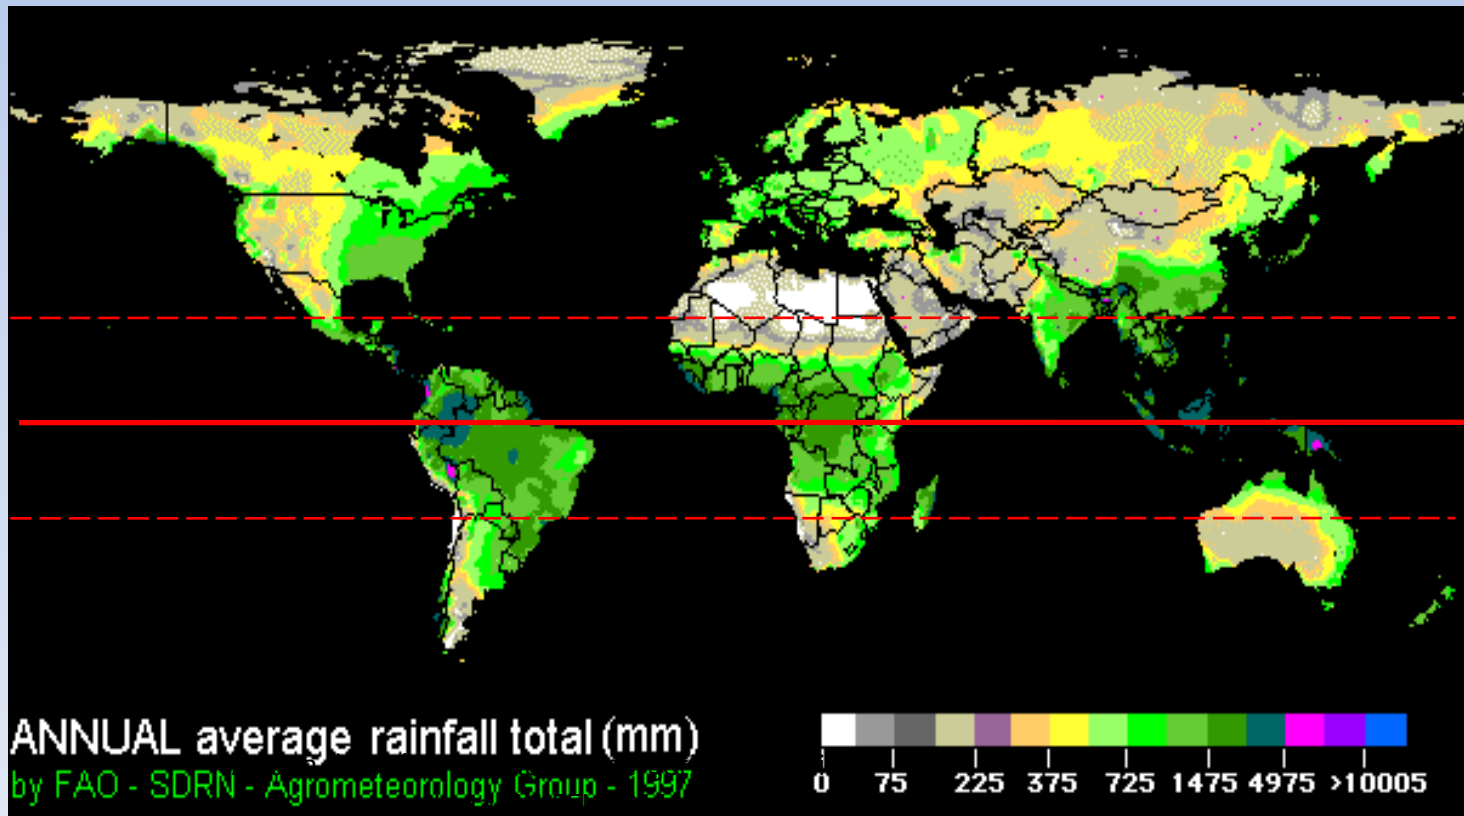 ANNUAL average rainfall total (mm)
by FAO - SDRN - Agrometeorology Group - 1997
0 75 225 375 725 1475 4975 >10005